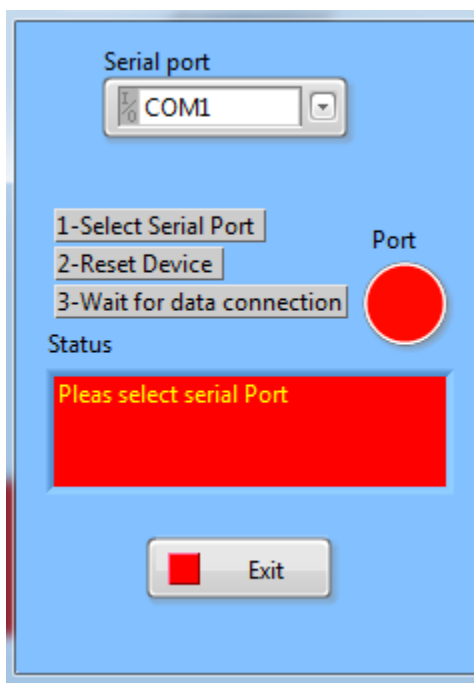 Serial port
I/O COM1
1-Select Serial Port
2-Reset Device
Port
3-Wait for data connection
Status
Pleas select serial Port
Exit